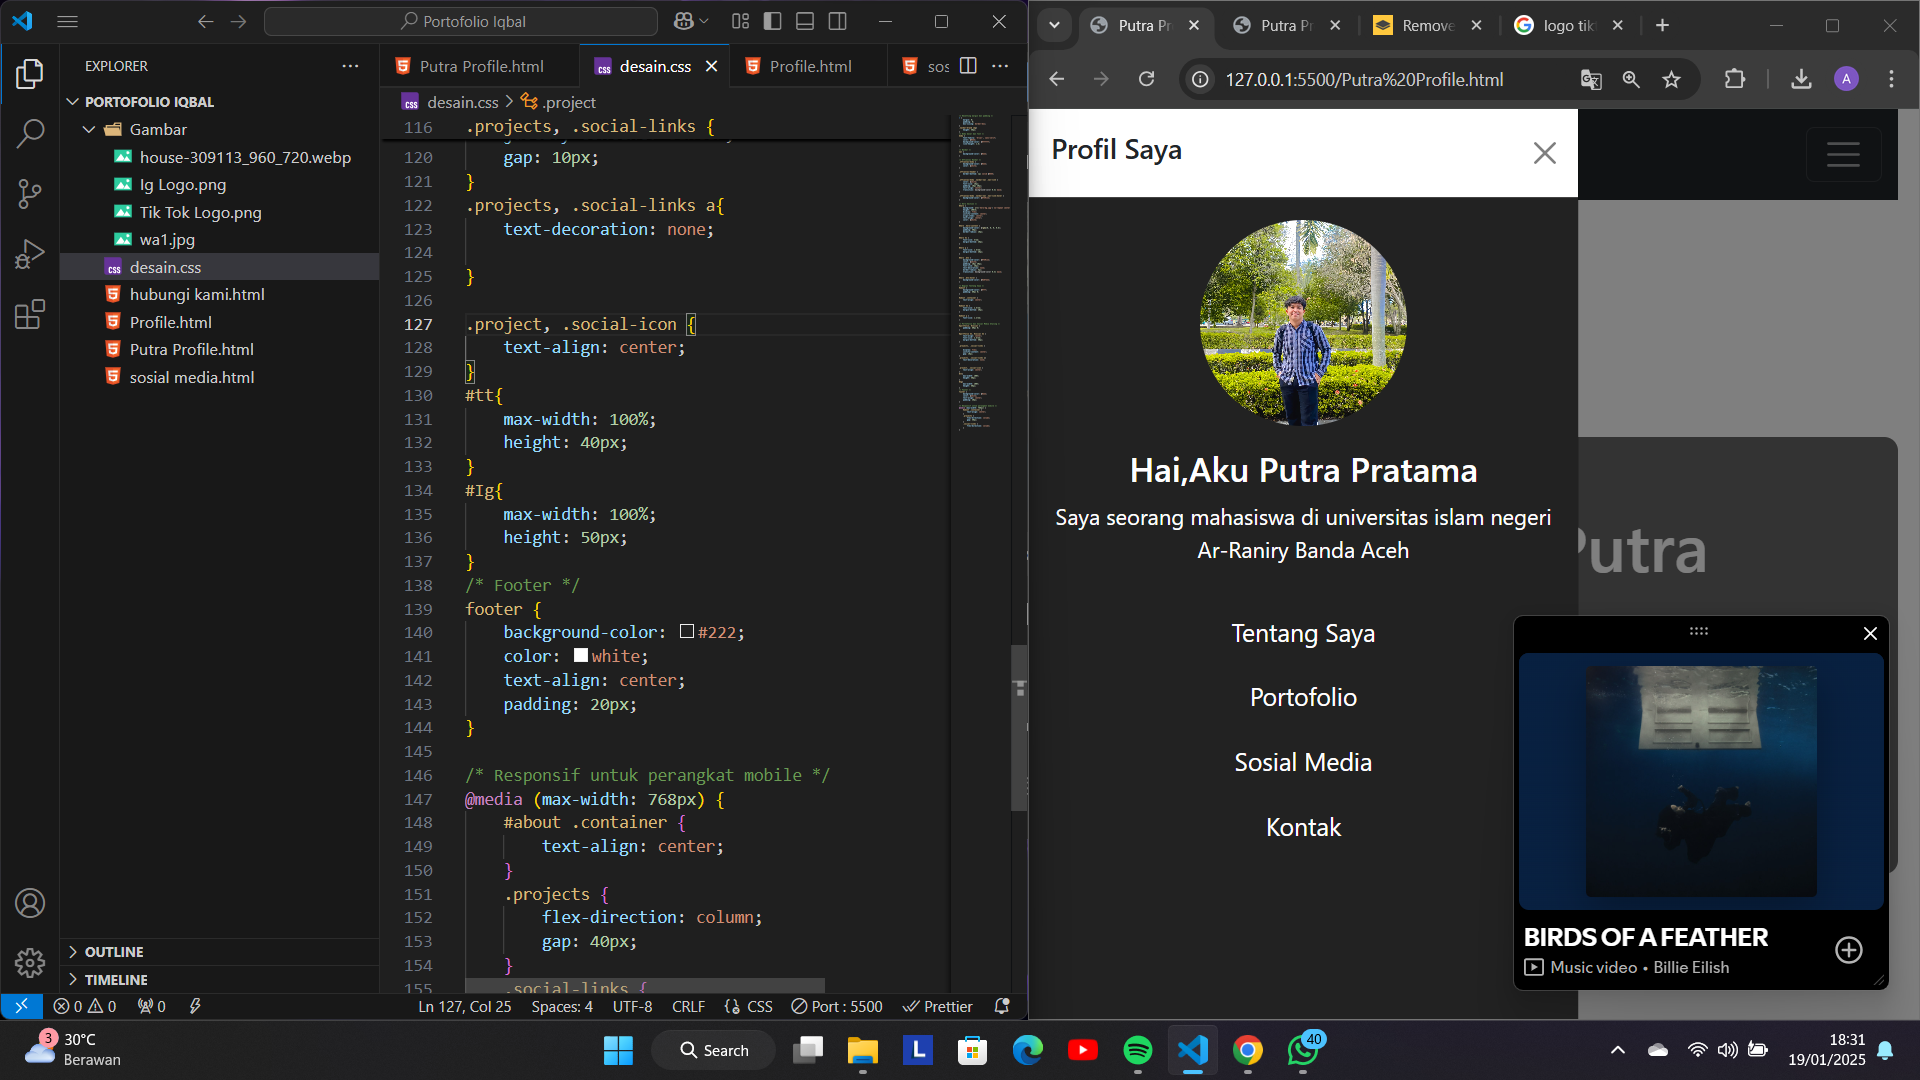 Portofolio Iqbal
EXPLORER
PORTOFOLIO IQBAL
Gambar
house-309113_960_720.webp
Ig Logo.png
Tik Tok Logo.png
wa1.jpg
desain.css
hubungi kami.html
Profile.html
Putra Profile.html
sosial media.html
OUTLINE
TIMELINE
Putra Profile.html
desain.css
Profile.html
sos
desain.css > .project
116 .projects, .social-links {
120 gap: 10px;
121 }
122 .projects, .social-links a{
123 text-decoration: none;
124
125 }
126
127 .project, .social-icon {
128 text-align: center;
129 }
130 #tt{
131 max-width: 100%;
132 height: 40px;
133 }
134 #Ig{
135 max-width: 100%;
136 height: 50px;
137 }
138 /* Footer */
139 footer {
140 background-color: #222;
141 color: white;
142 text-align: center;
143 padding: 20px;
144 }
145
146 /* Responsif untuk perangkat mobile */
147 @media (max-width: 768px) {
148 #about .container {
149 text-align: center;
150 }
151 .projects {
152 flex-direction: column;
153 gap: 40px;
154 }
155 .social-links {
0 0 0
Ln 127, Col 25
Spaces: 4
UTF-8
CRLF
{} CSS
Port : 5500
Prettier
Putra Pr
Putra Pr
Remove
logo tik
127.0.0.1:5500/Putra%20Profile.html
A
Profil Saya
Hai,Aku Putra Pratama
Saya seorang mahasiswa di universitas islam negeri
Ar-Raniry Banda Aceh
Tentang Saya
Portofolio
Sosial Media
Kontak
Putra
BIRDS OF A FEATHER
Music video • Billie Eilish
3
30°C
Berawan
Search
L
40
18:31
19/01/2025